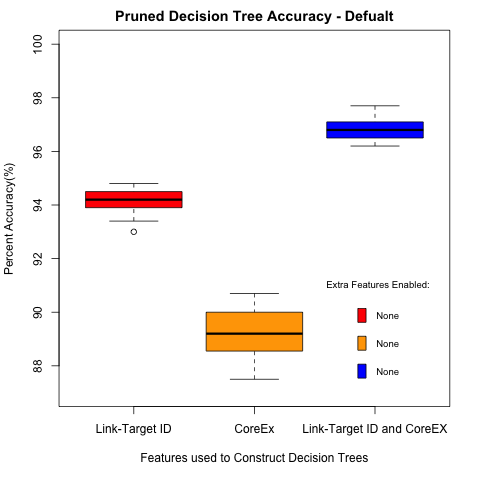 Pruned Decision Tree Accuracy - Defualt
Percent Accuracy(%)
100
98
96
94
92
90
88
Extra Features Enabled:
None
None
None
Link-Target ID
CoreEx
Link-Target ID and CoreEX
Features used to Construct Decision Trees